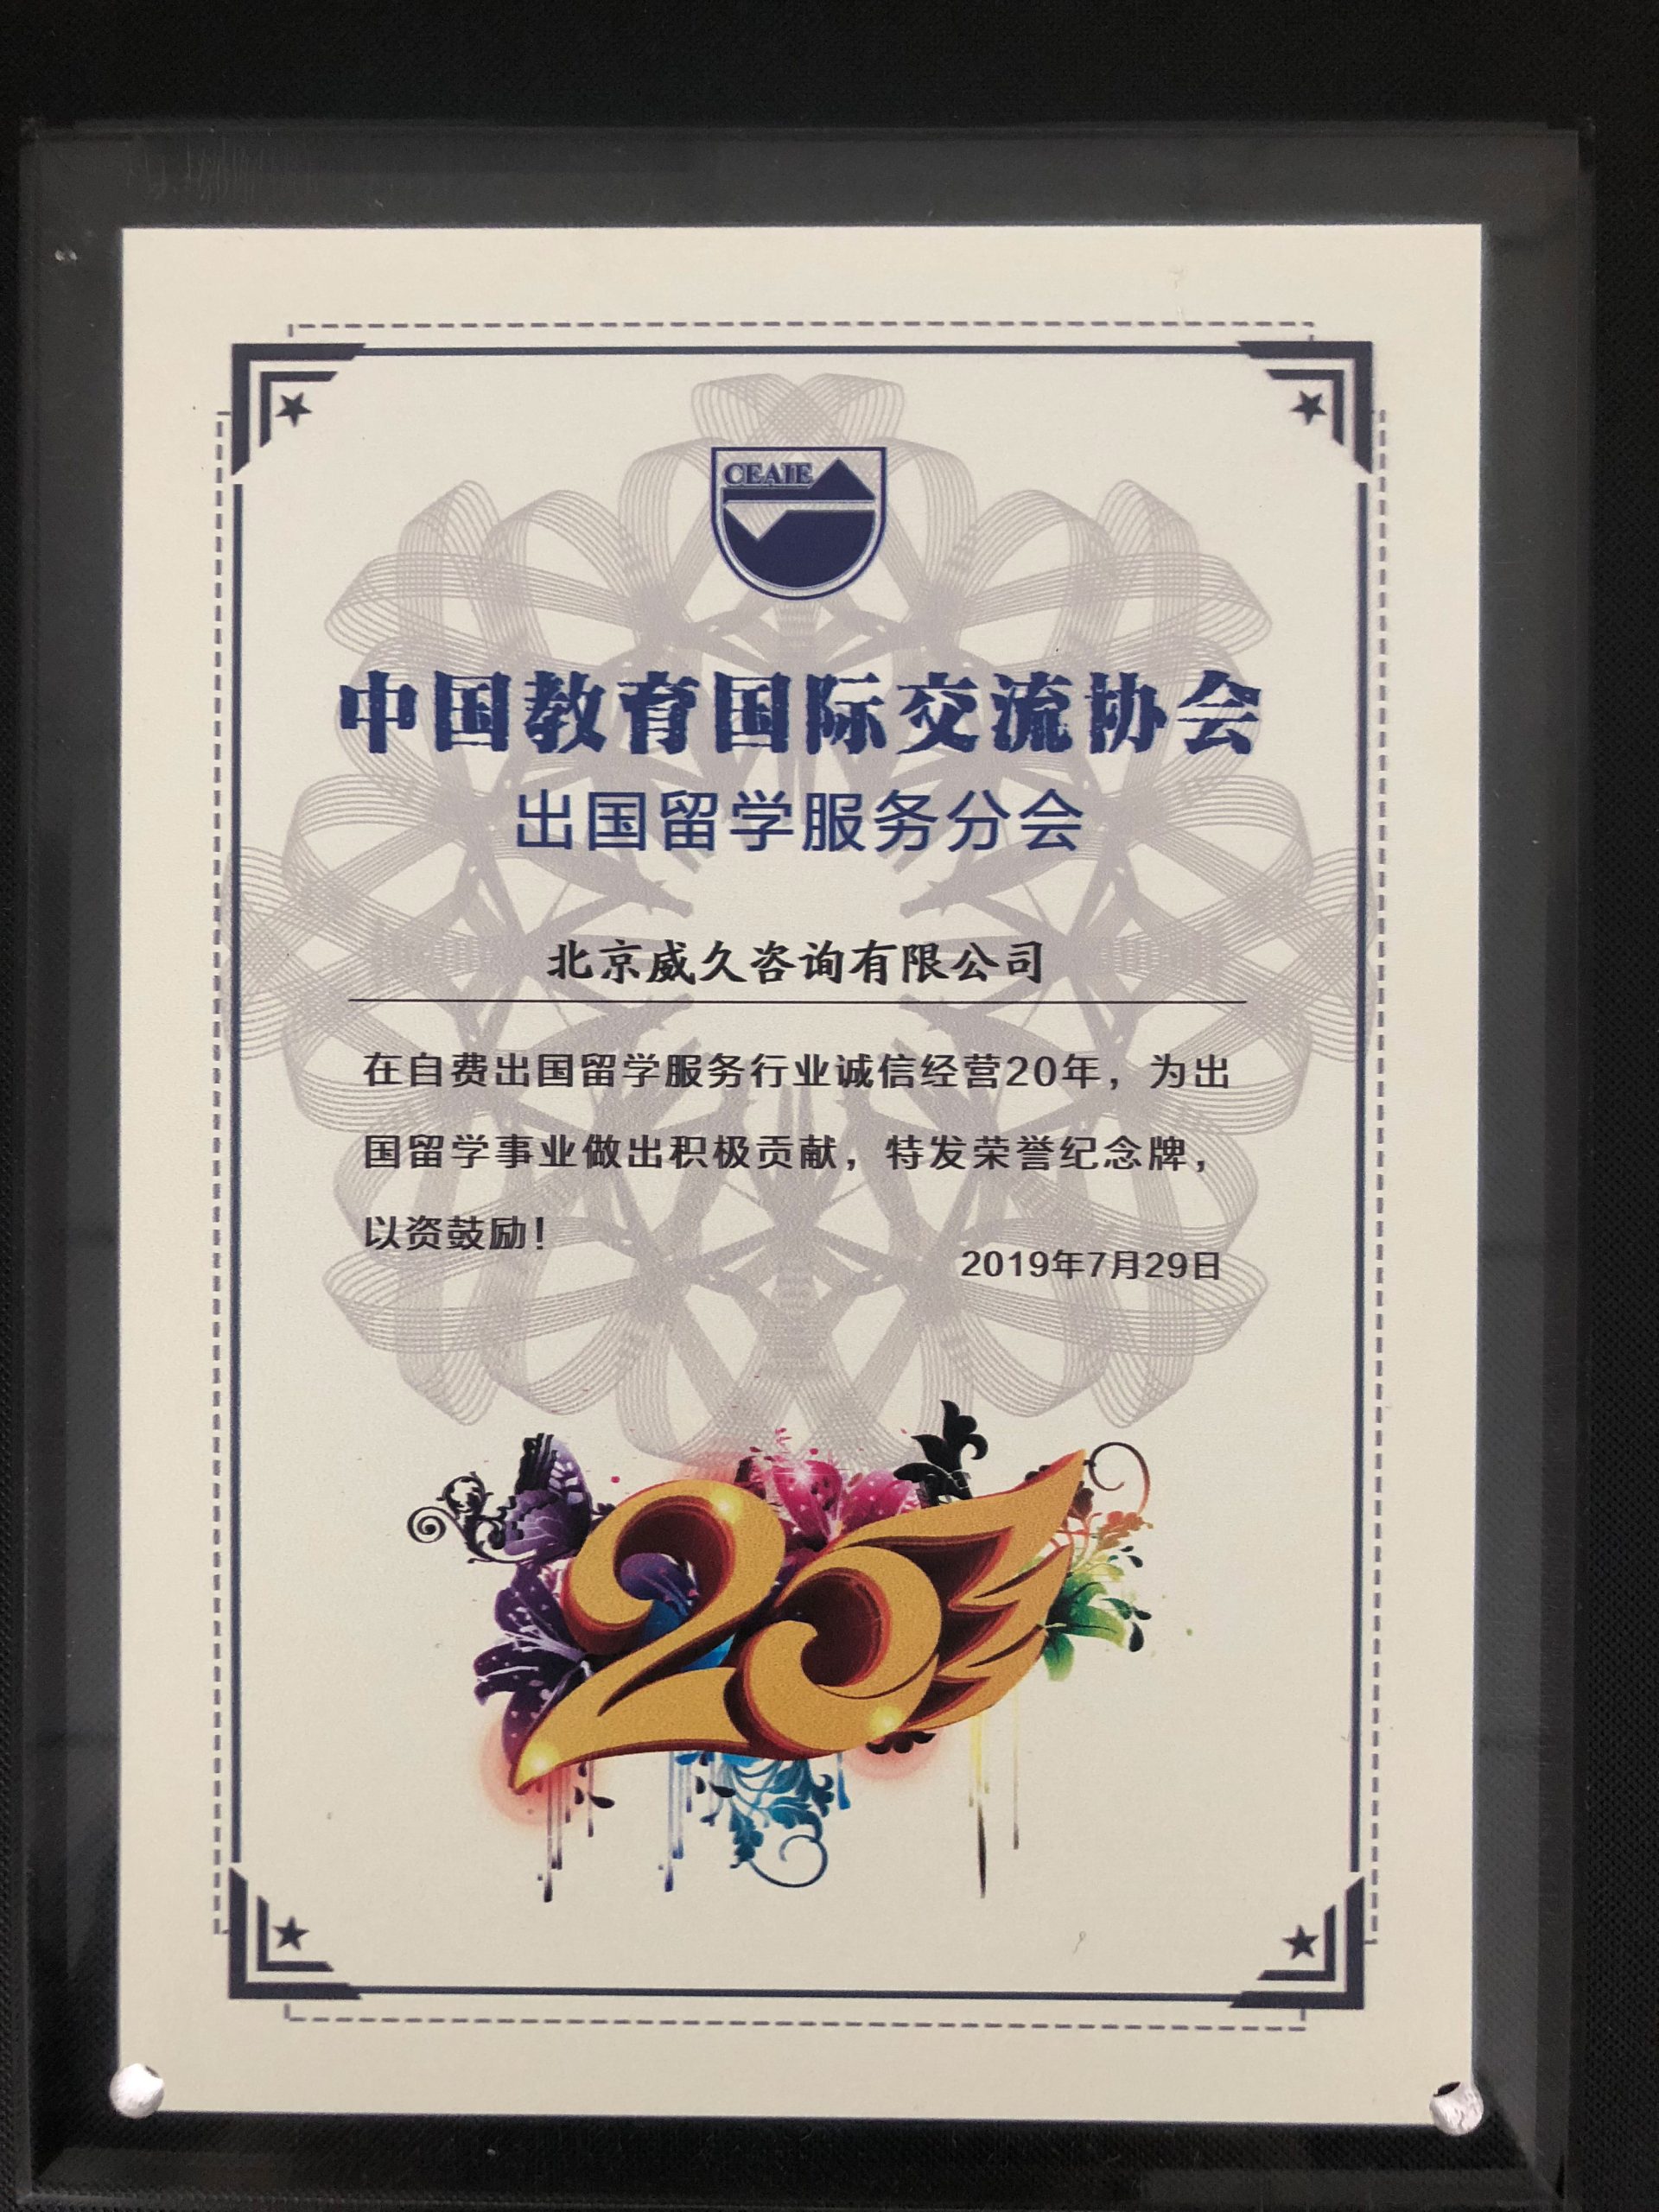 CEAIE
中国教育国际交流协会
出国留学服务分会
北京威久咨询有限公司
在自费出国留学服务行业诚信经营20年，为出
国留学事业做出积极贡献，特发荣誉纪念牌，
以资鼓励！
2019年7月29日
20